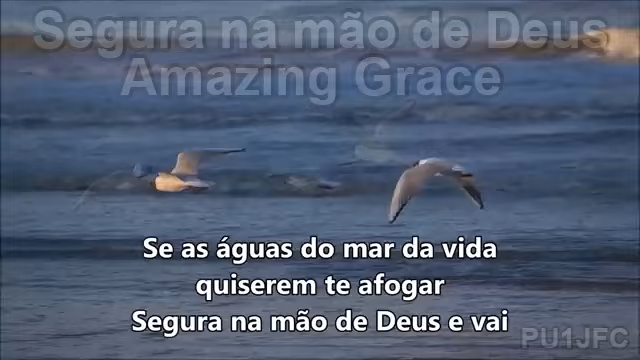 Segura na mão de Deus
Amazing Grace
Se as águas do mar da vida
quiserem te afogar
Segura na mão de Deus e vai
PU1JFC